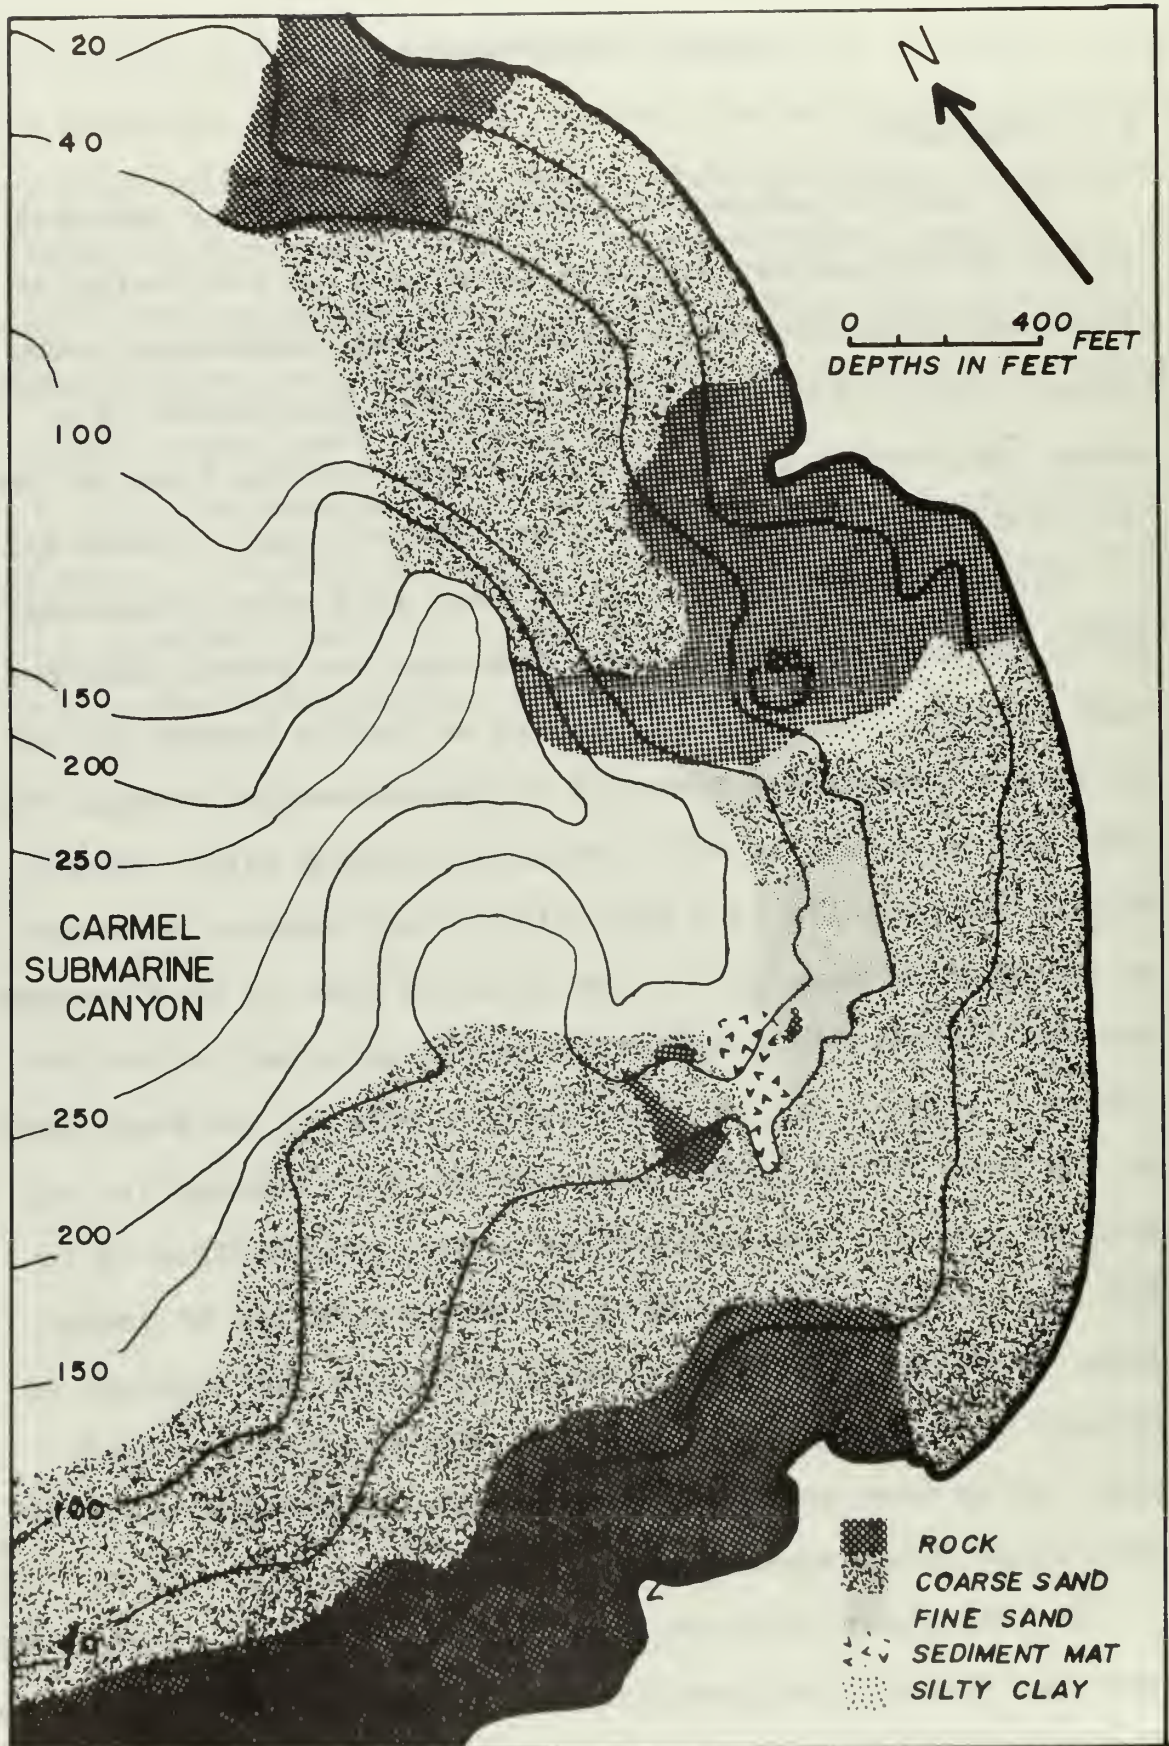 20
N
40
0 400 FEET
DEPTHS IN FEET
100
150
200
250
CARMEL
SUBMARINE
CANYON
250
200
150
100
ROCK
COARSE SAND
FINE SAND
SEDIMENT MAT
SILTY CLAY